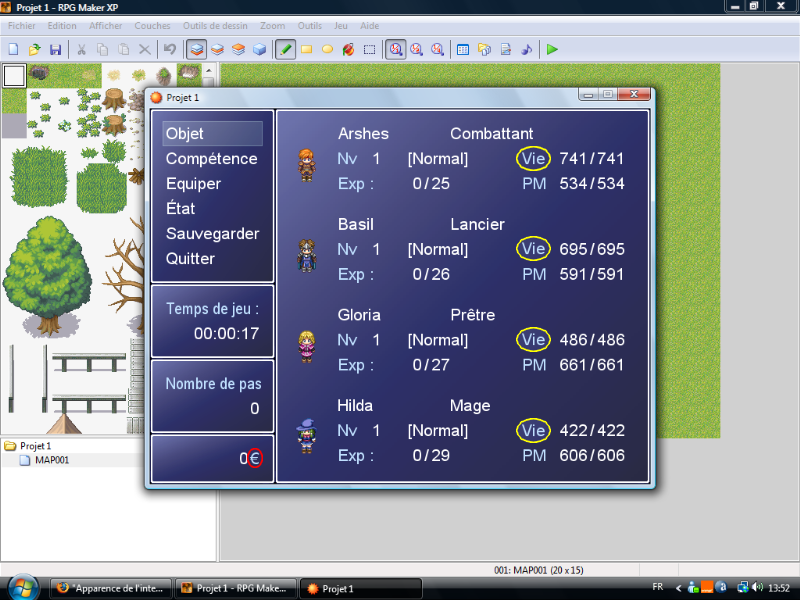 Projet 1 - RPG Maker XP
Fichier Edition Afficher Couches Outils de dessin Zoom Outils Jeu Aide
Projet 1
Objet
Compétence
Equiper
État
Sauvegarder
Quitter
Temps de jeu :
00:00:17
Nombre de pas
0
0€
Arshes Combattant
Nv 1 [Normal] Vie 741/741
Exp : 0/25 PM 534/534
Basil Lancier
Nv 1 [Normal] Vie 695/695
Exp : 0/26 PM 591/591
Gloria Prêtre
Nv 1 [Normal] Vie 486/486
Exp : 0/27 PM 661/661
Hilda Mage
Nv 1 [Normal] Vie 422/422
Exp : 0/29 PM 606/606
Projet 1
MAP001
001: MAP001 (20 x 15)
"Apparence de l'inte... Projet 1 - RPG Make... Projet 1 FR 13:52